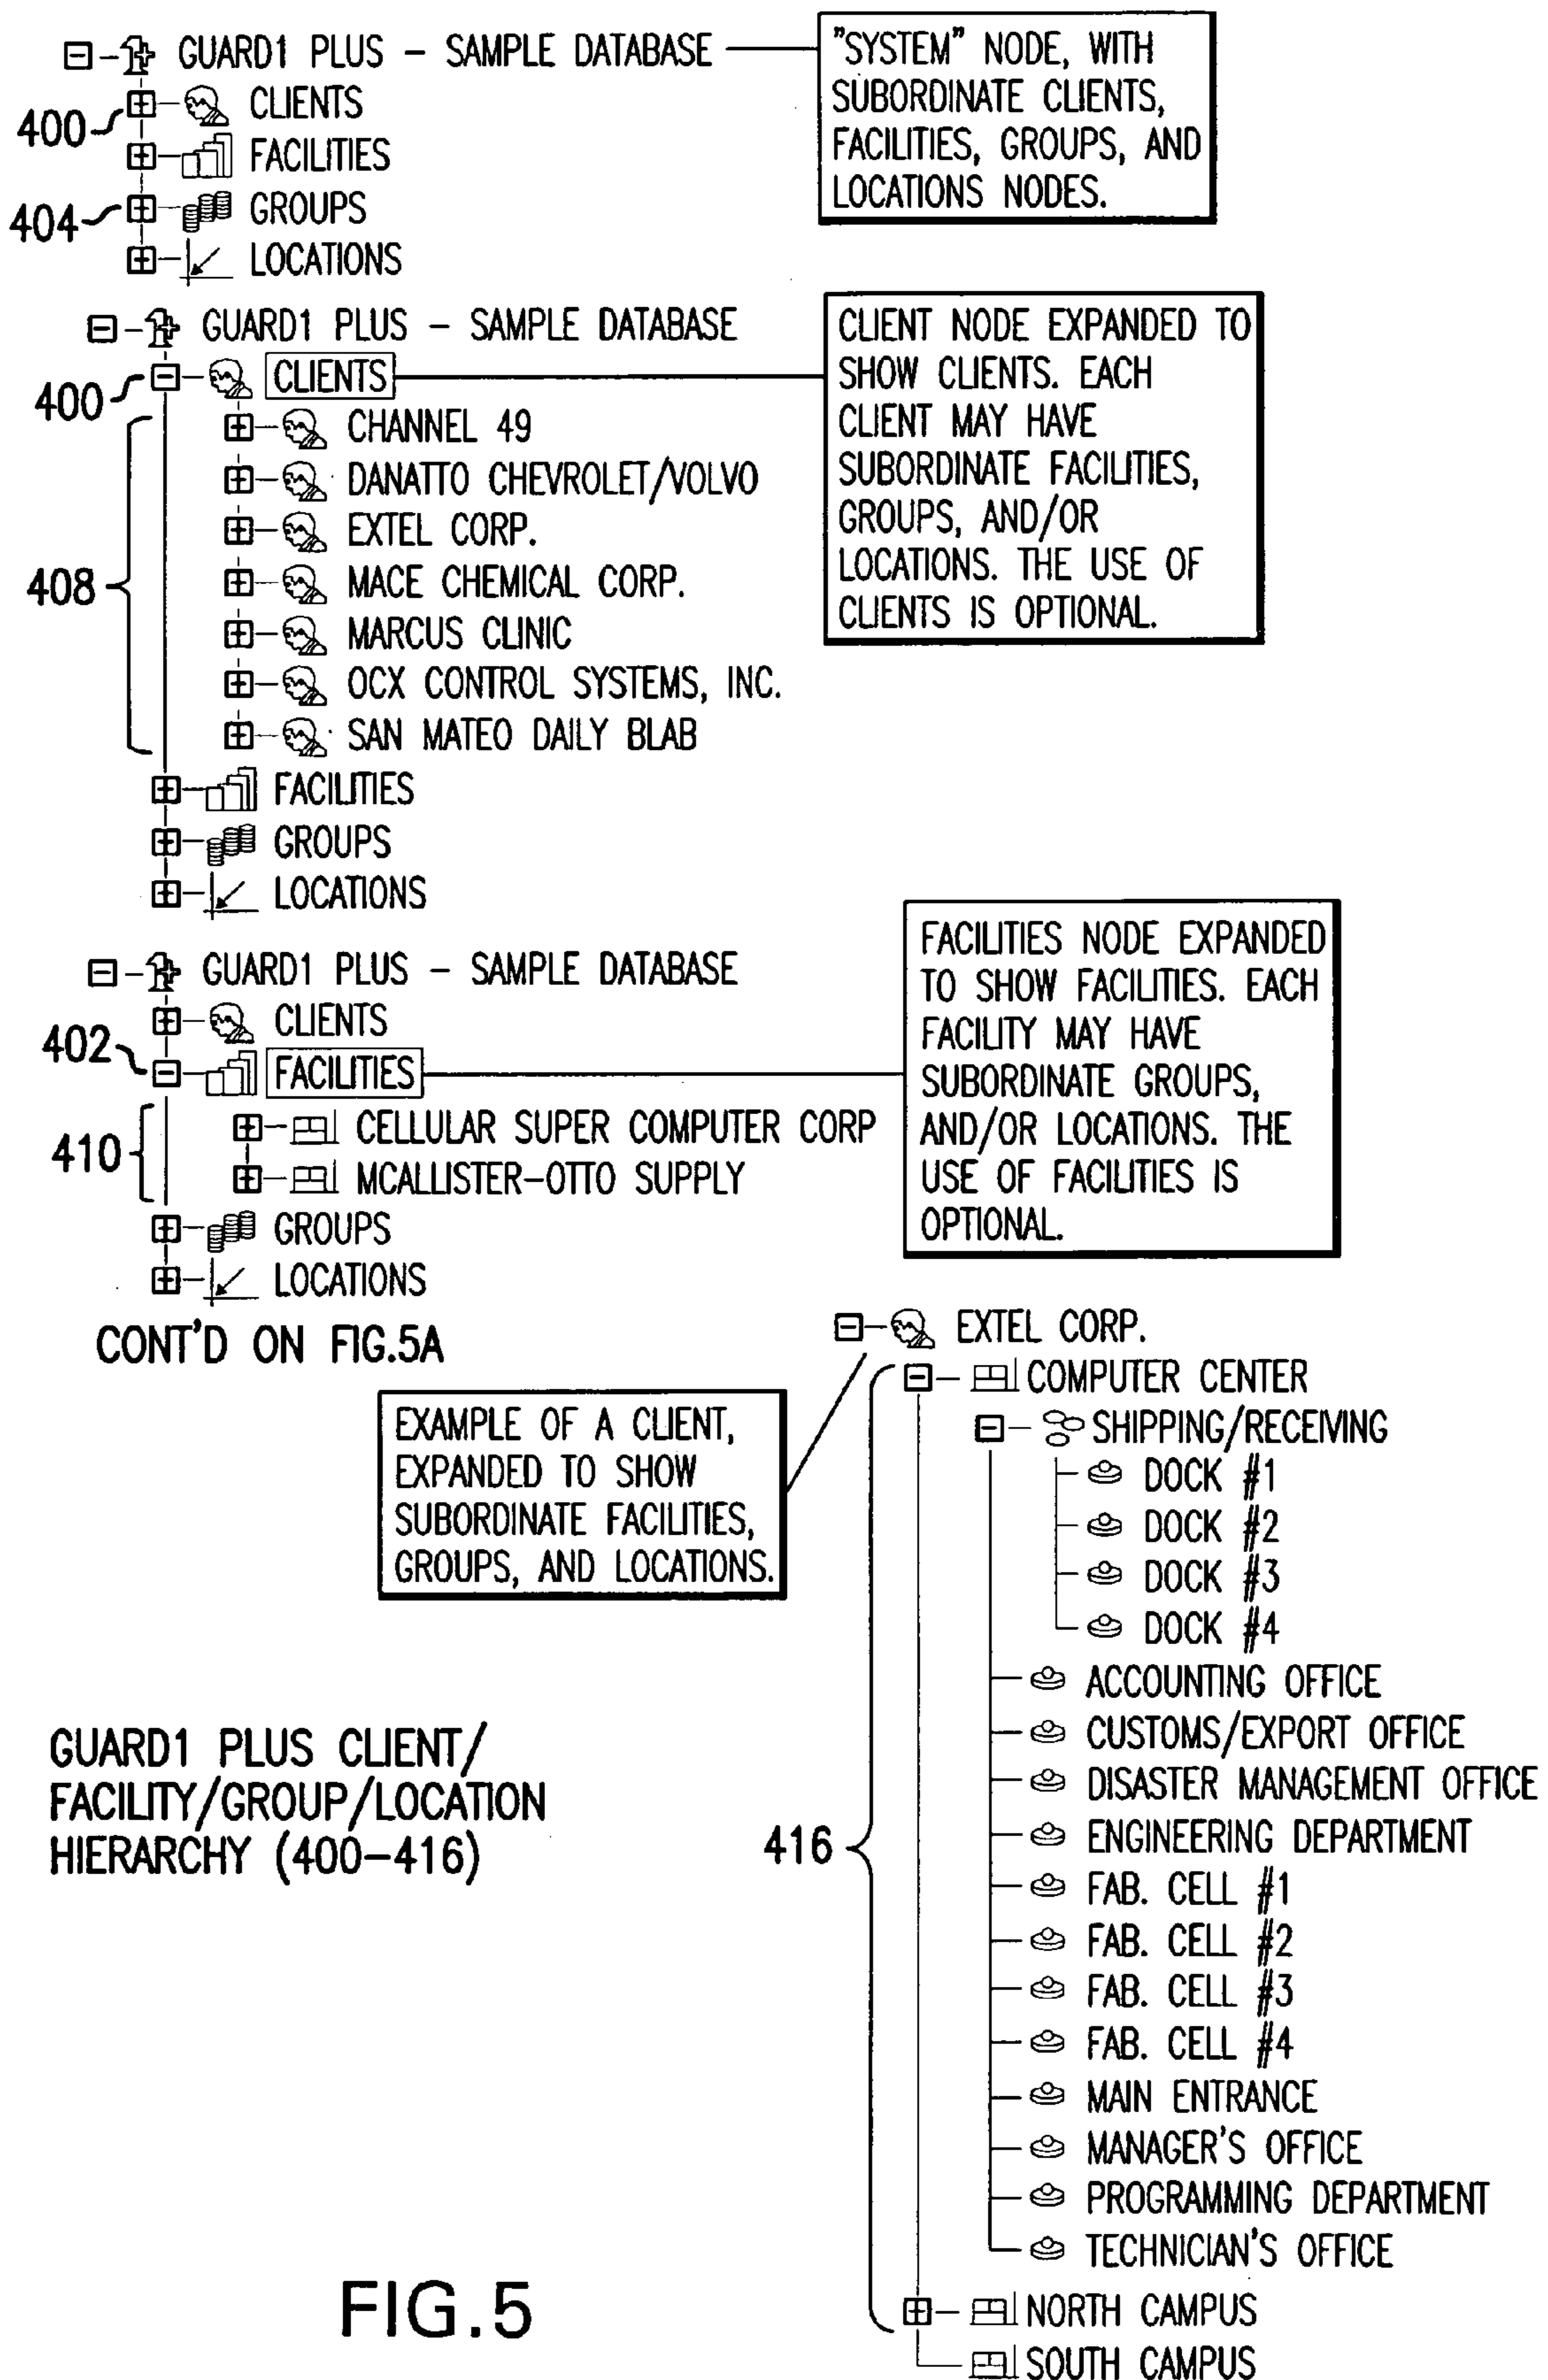 GUARD1 PLUS – SAMPLE DATABASE
400
CLIENTS
FACILITIES
404
GROUPS
LOCATIONS
"SYSTEM" NODE, WITH
SUBORDINATE CLIENTS,
FACILITIES, GROUPS, AND
LOCATIONS NODES.
GUARD1 PLUS – SAMPLE DATABASE
400
CLIENTS
408
CHANNEL 49
DANATTO CHEVROLET/VOLVO
EXTEL CORP.
MACE CHEMICAL CORP.
MARCUS CLINIC
OCX CONTROL SYSTEMS, INC.
SAN MATEO DAILY BLAB
FACILITIES
GROUPS
LOCATIONS
CLIENT NODE EXPANDED TO
SHOW CLIENTS. EACH
CLIENT MAY HAVE
SUBORDINATE FACILITIES,
GROUPS, AND/OR
LOCATIONS. THE USE OF
CLIENTS IS OPTIONAL.
GUARD1 PLUS – SAMPLE DATABASE
CLIENTS
402
FACILITIES
410
CELLULAR SUPER COMPUTER CORP
MCALLISTER-OTTO SUPPLY
GROUPS
LOCATIONS
FACILITIES NODE EXPANDED
TO SHOW FACILITIES. EACH
FACILITY MAY HAVE
SUBORDINATE GROUPS,
AND/OR LOCATIONS. THE
USE OF FACILITIES IS
OPTIONAL.
CONT'D ON FIG.5A
EXTEL CORP.
EXAMPLE OF A CLIENT,
EXPANDED TO SHOW
SUBORDINATE FACILITIES,
GROUPS, AND LOCATIONS.
416
COMPUTER CENTER
SHIPPING/RECEIVING
DOCK #1
DOCK #2
DOCK #3
DOCK #4
ACCOUNTING OFFICE
CUSTOMS/EXPORT OFFICE
DISASTER MANAGEMENT OFFICE
ENGINEERING DEPARTMENT
FAB. CELL #1
FAB. CELL #2
FAB. CELL #3
FAB. CELL #4
MAIN ENTRANCE
MANAGER'S OFFICE
PROGRAMMING DEPARTMENT
TECHNICIAN'S OFFICE
NORTH CAMPUS
SOUTH CAMPUS
GUARD1 PLUS CLIENT/
FACILITY/GROUP/LOCATION
HIERARCHY (400–416)
FIG.5